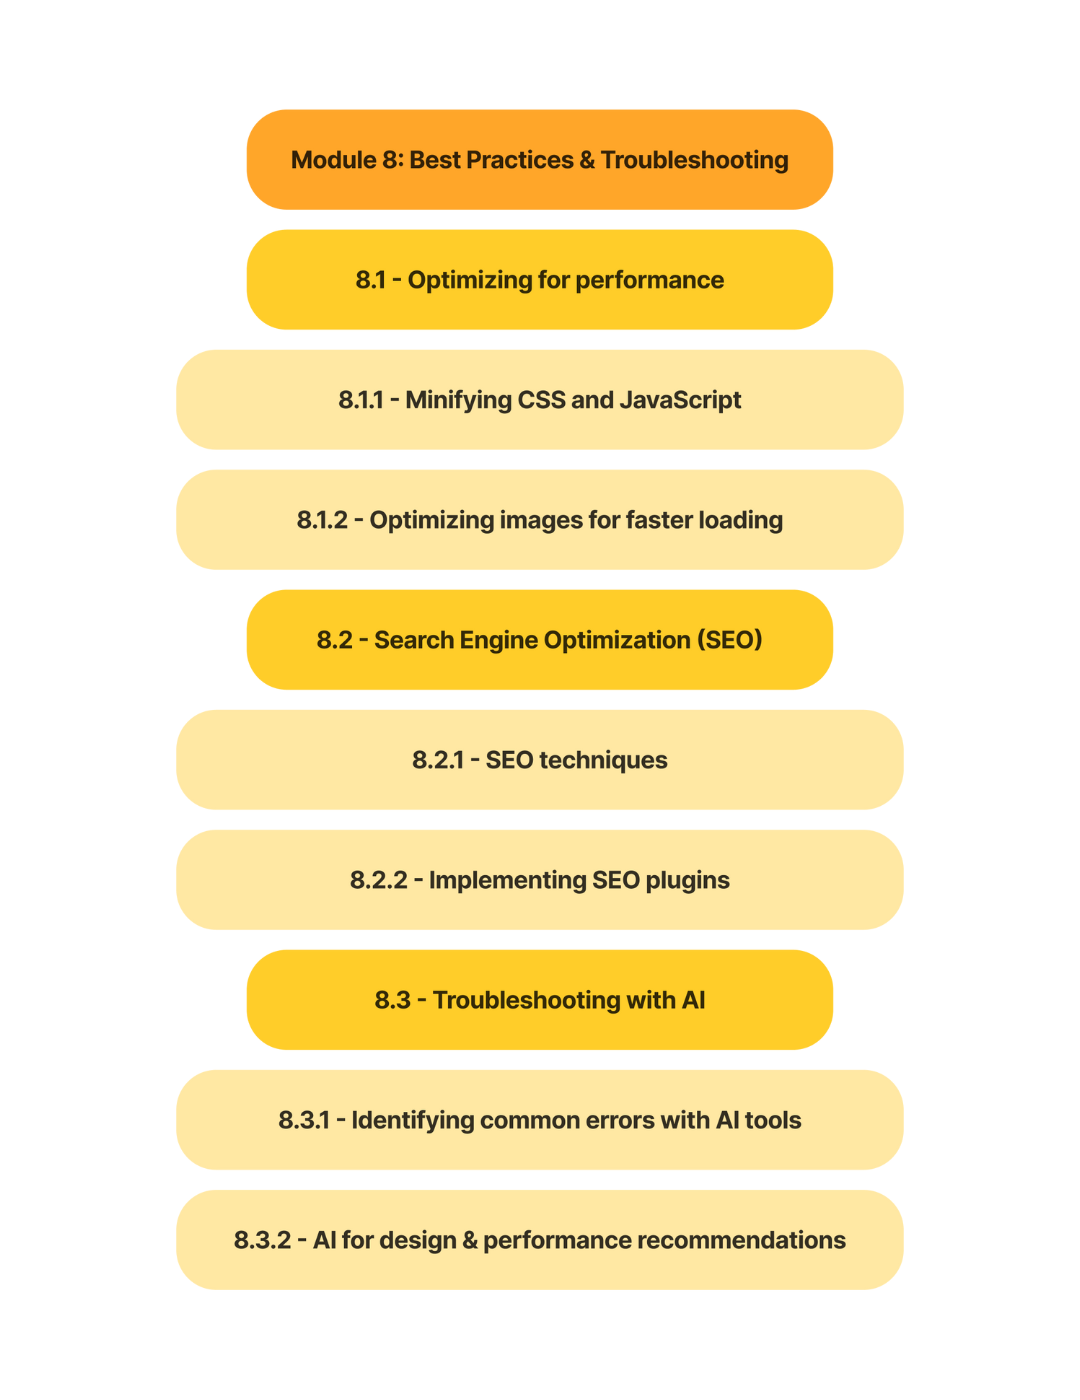 Module 8: Best Practices & Troubleshooting
8.1 - Optimizing for performance
8.1.1 - Minifying CSS and JavaScript
8.1.2 - Optimizing images for faster loading
8.2 - Search Engine Optimization (SEO)
8.2.1 - SEO techniques
8.2.2 - Implementing SEO plugins
8.3 - Troubleshooting with AI
8.3.1 - Identifying common errors with AI tools
8.3.2 - AI for design & performance recommendations